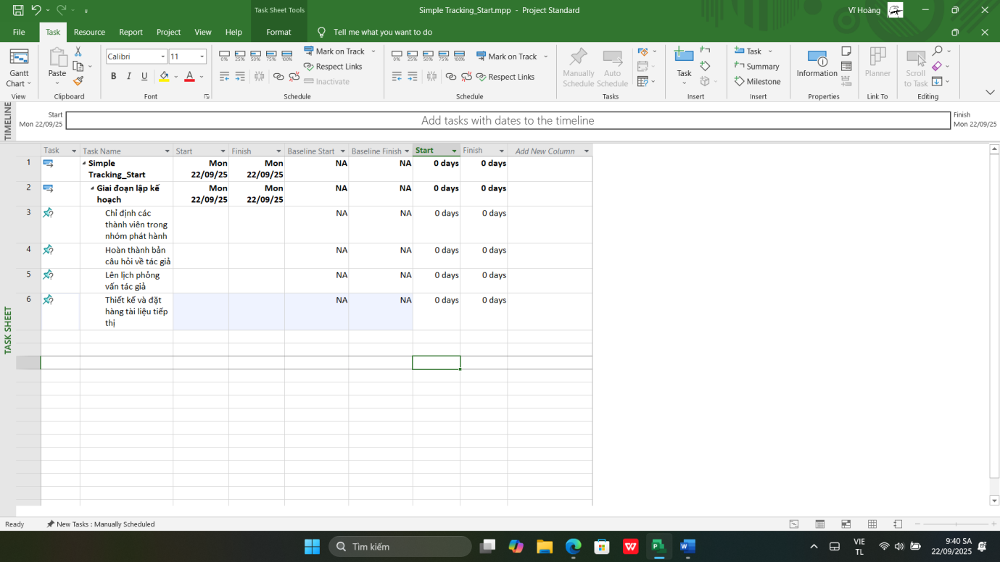 Task Sheet Tools
Simple Tracking_Start.mpp - Project Standard
Vĩ Hoàng
File Task Resource Report Project View Help Format Tell me what you want to do
Gantt Chart
View
Paste
Clipboard
Calibri 11
B I U A
Font
0% 25% 50% 75% 100%
Mark on Track
Respect Links
Inactivate
Schedule
0% 25% 50% 75% 100%
Mark on Track
Respect Links
Schedule
Manually Schedule
Auto Schedule
Tasks
Task
Insert
Task
Summary
Milestone
Insert
Information
Properties
Planner
Link To
Scroll to Task
Editing
TIMELINE
Start
Mon 22/09/25
Add tasks with dates to the timeline
Finish
Mon 22/09/25
Task Task Name Start Finish Baseline Start Baseline Finish Start Finish Add New Column
1 Simple Tracking_Start Mon 22/09/25 Mon 22/09/25 NA NA 0 days 0 days
2 Giai đoạn lập kế hoạch Mon 22/09/25 Mon 22/09/25 NA NA 0 days 0 days
3 Chỉ định các thành viên trong nhóm phát hành NA NA 0 days 0 days
4 Hoàn thành bản câu hỏi về tác giả NA NA 0 days 0 days
5 Lên lịch phỏng vấn tác giả NA NA 0 days 0 days
6 Thiết kế và đặt hàng tài liệu tiếp thị NA NA 0 days 0 days
TASK SHEET
Ready New Tasks : Manually Scheduled
Tìm kiếm
VIE
TL
9:40 SA
22/09/2025